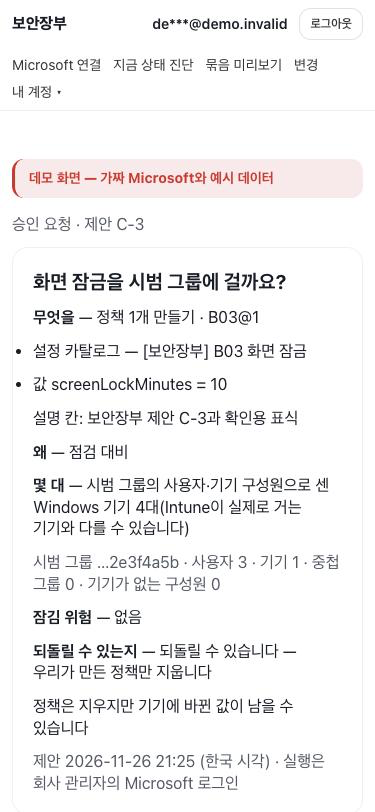 보안장부
de***@demo.invalid
로그아웃
Microsoft 연결 지금 상태 진단 묶음 미리보기 변경
내 계정
데모 화면 — 가짜 Microsoft와 예시 데이터
승인 요청 · 제안 C-3
화면 잠금을 시범 그룹에 걸까요?
무엇을 — 정책 1개 만들기 · B03@1
• 설정 카탈로그 — [보안장부] B03 화면 잠금
• 값 screenLockMinutes = 10
설명 칸: 보안장부 제안 C-3과 확인용 표식
왜 — 점검 대비
몇 대 — 시범 그룹의 사용자·기기 구성원으로 센
Windows 기기 4대(Intune이 실제로 거는
기기와 다를 수 있습니다)
시범 그룹 …2e3f4a5b · 사용자 3 · 기기 1 · 중첩
그룹 0 · 기기가 없는 구성원 0
잠김 위험 — 없음
되돌릴 수 있는지 — 되돌릴 수 있습니다 —
우리가 만든 정책만 지웁니다
정책은 지우지만 기기에 바뀐 값이 남을 수
있습니다
제안 2026-11-26 21:25 (한국 시각) · 실행은
회사 관리자의 Microsoft 로그인